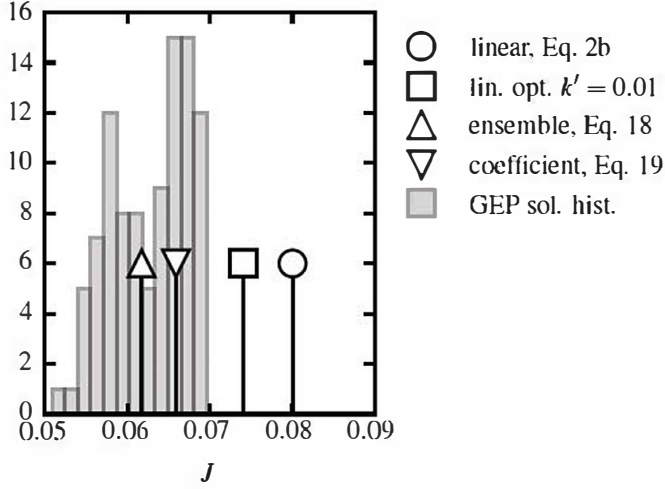 16
14
12
10
8
6
4
2
0
0.05
0.06
0.07
0.08
0.09
J
linear, Eq. 2b
lin. opt. k′ = 0.01
ensemble, Eq. 18
coefficient, Eq. 19
GEP sol. hist.